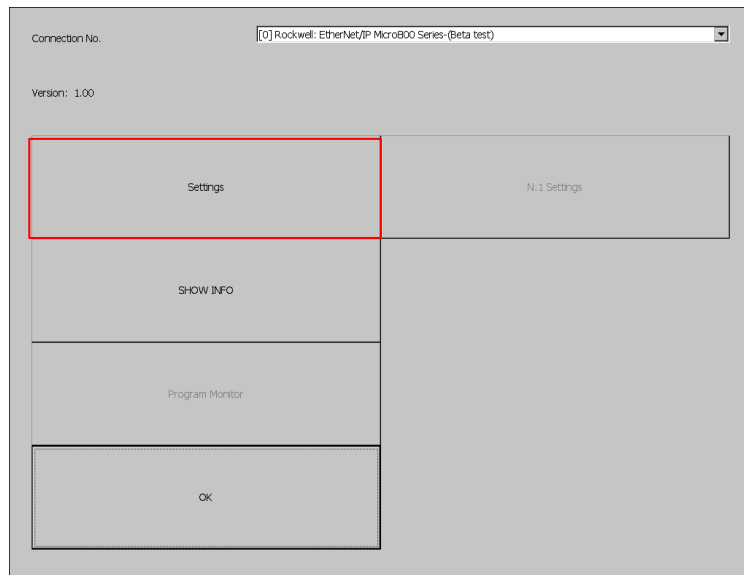 Connection No.
[0] Rockwell: EtherNet/IP Micro800 Series-(Beta test)
Version: 1.00
Settings
N:1 Settings
SHOW INFO
Program Monitor
OK